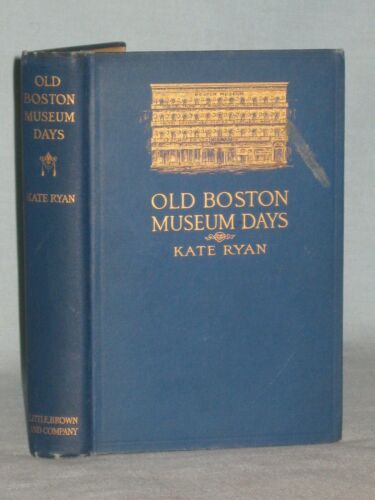 OLD
BOSTON
MUSEUM
DAYS
KATE RYAN
LITTLE, BROWN
AND COMPANY
BOSTON MUSEUM
OLD BOSTON
MUSEUM DAYS
KATE RYAN